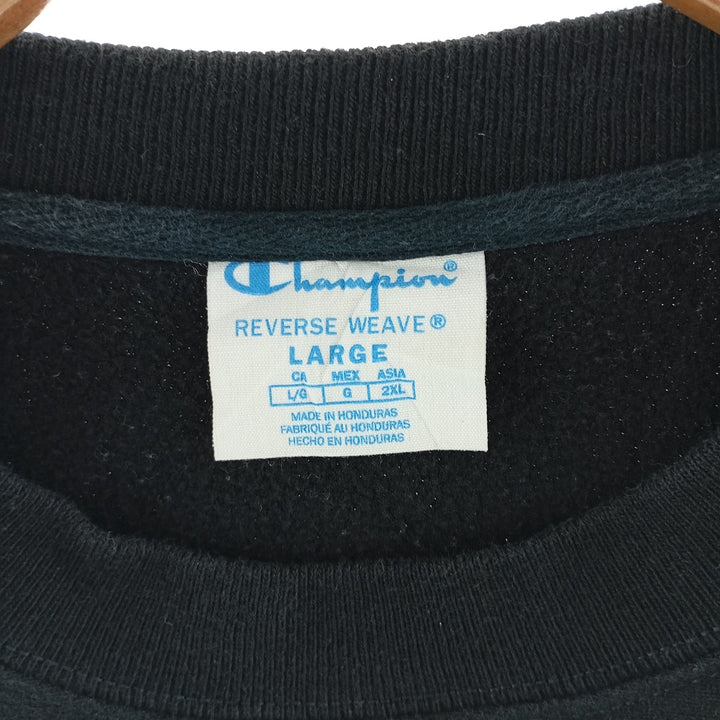 Champion®
REVERSE WEAVE®
LARGE
CA MEX ASIA
L/G G 2XL
MADE IN HONDURAS
FABRIQUÉ AU HONDURAS
HECHO EN HONDURAS